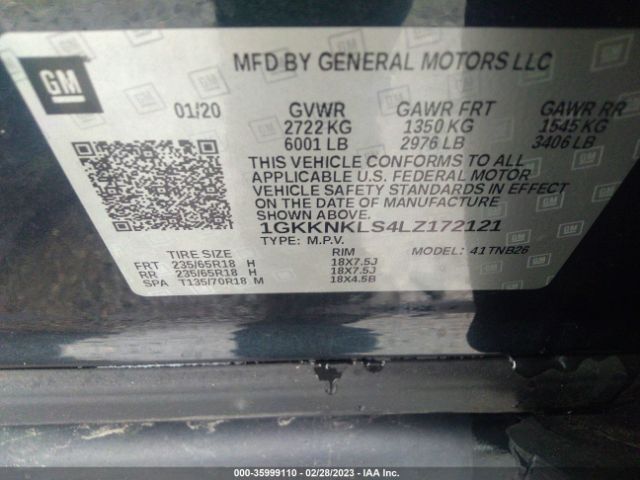 GM
MFD BY GENERAL MOTORS LLC
01/20 GVWR GAWR FRT GAWR RR
2722 KG 1350 KG 1545 KG
6001 LB 2976 LB 3406 LB
THIS VEHICLE CONFORMS TO ALL
APPLICABLE U.S. FEDERAL MOTOR
VEHICLE SAFETY STANDARDS IN EFFECT
ON THE DATE OF MANUFACTURE
SHOWN ABOVE.
1GKKNKLS4LZ172121
TYPE: M.P.V. MODEL: 41TNB26
TIRE SIZE RIM
FRT 235/65R18 H 18X7.5J
RR 235/65R18 H 18X7.5J
SPA T135/70R18 M 18X4.5B
000-35999110 - 02/28/2023 - IAA Inc.